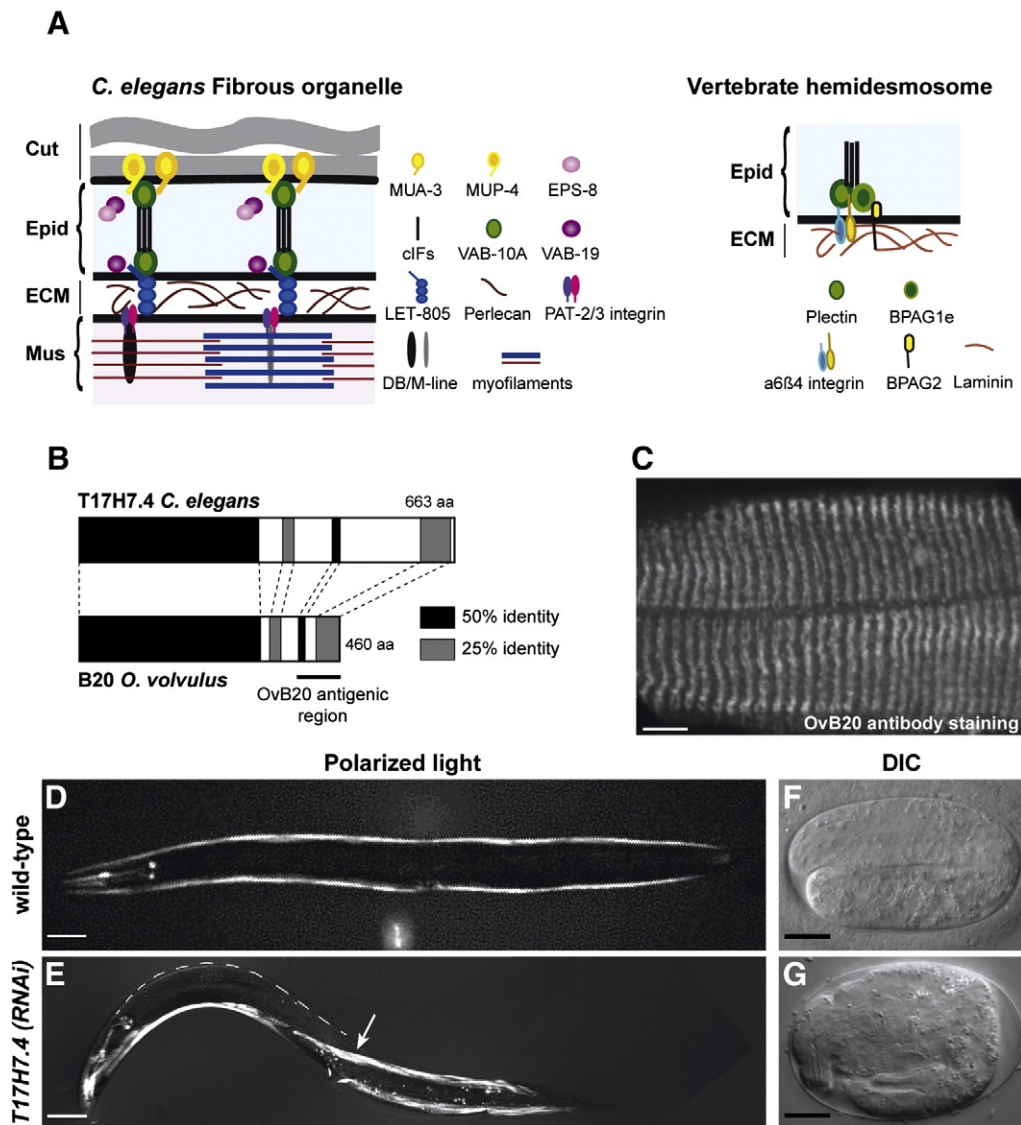 A
C. elegans Fibrous organelle
Cut
Epid
ECM
Mus
MUA-3
MUP-4
EPS-8
cIFs
VAB-10A
VAB-19
LET-805
Perlecan
PAT-2/3 integrin
DB/M-line
myofilaments
Vertebrate hemidesmosome
Epid
ECM
Plectin
BPAG1e
a6ß4 integrin
BPAG2
Laminin
B
T17H7.4 C. elegans
663 aa
460 aa
B20 O. volvulus
OvB20 antigenic
region
50% identity
25% identity
C
OvB20 antibody staining
Polarized light
DIC
wild-type
D
F
T17H7.4 (RNAi)
E
G